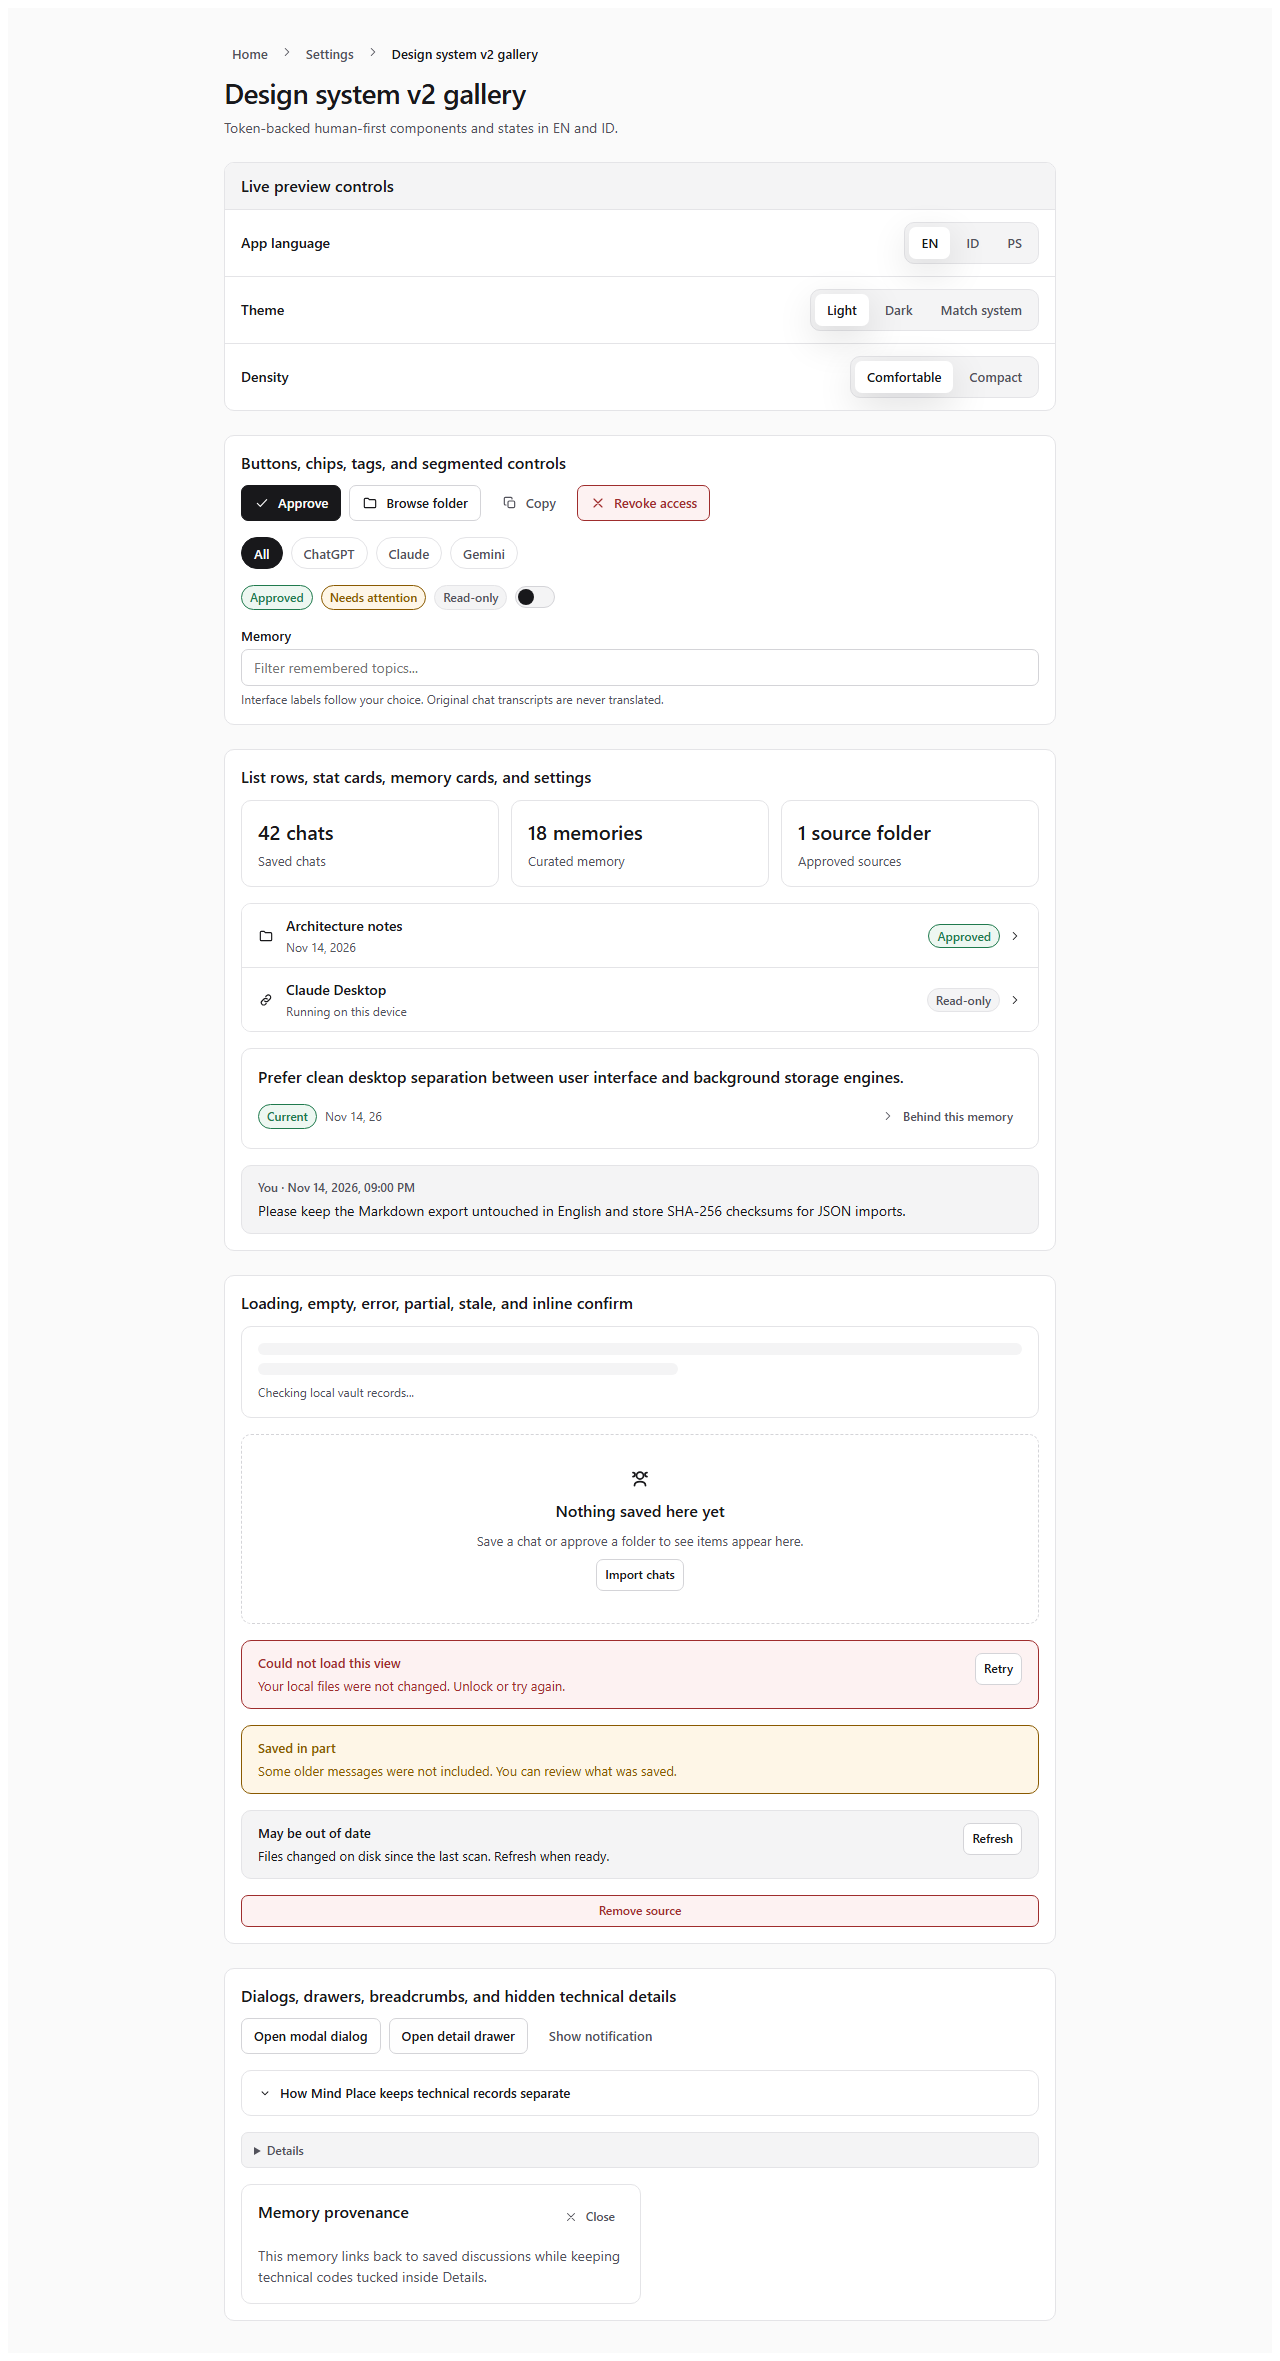 Home > Settings > Design system v2 gallery
Design system v2 gallery
Token-backed human-first components and states in EN and ID.
Live preview controls
App language EN ID PS
Theme Light Dark Match system
Density Comfortable Compact
Buttons, chips, tags, and segmented controls
Approve Browse folder Copy Revoke access
All ChatGPT Claude Gemini
Approved Needs attention Read-only
Memory
Filter remembered topics...
Interface labels follow your choice. Original chat transcripts are never translated.
List rows, stat cards, memory cards, and settings
42 chats
Saved chats
18 memories
Curated memory
1 source folder
Approved sources
Architecture notes
Nov 14, 2026
Approved
Claude Desktop
Running on this device
Read-only
Prefer clean desktop separation between user interface and background storage engines.
Current Nov 14, 26 Behind this memory
You · Nov 14, 2026, 09:00 PM
Please keep the Markdown export untouched in English and store SHA-256 checksums for JSON imports.
Loading, empty, error, partial, stale, and inline confirm
Checking local vault records...
Nothing saved here yet
Save a chat or approve a folder to see items appear here.
Import chats
Could not load this view
Your local files were not changed. Unlock or try again.
Retry
Saved in part
Some older messages were not included. You can review what was saved.
May be out of date
Files changed on disk since the last scan. Refresh when ready.
Refresh
Remove source
Dialogs, drawers, breadcrumbs, and hidden technical details
Open modal dialog Open detail drawer Show notification
How Mind Place keeps technical records separate
Details
Memory provenance
Close
This memory links back to saved discussions while keeping
technical codes tucked inside Details.